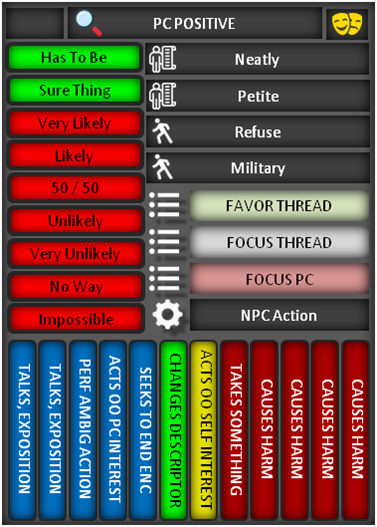 PC POSITIVE
Has To Be
Neatly
Sure Thing
Petite
Very Likely
Refuse
Likely
Military
50 / 50
FAVOR THREAD
Unlikely
FOCUS THREAD
Very Unlikely
No Way
FOCUS PC
Impossible
NPC Action
TALKS, EXPOSITION
TALKS, EXPOSITION
PERF AMBIG ACTION
ACTS OO PC INTEREST
SEEKS TO END ENC
CHANGES DESCRIPTOR
ACTS OO SELF INTEREST
TAKES SOMETHING
CAUSES HARM
CAUSES HARM
CAUSES HARM
CAUSES HARM